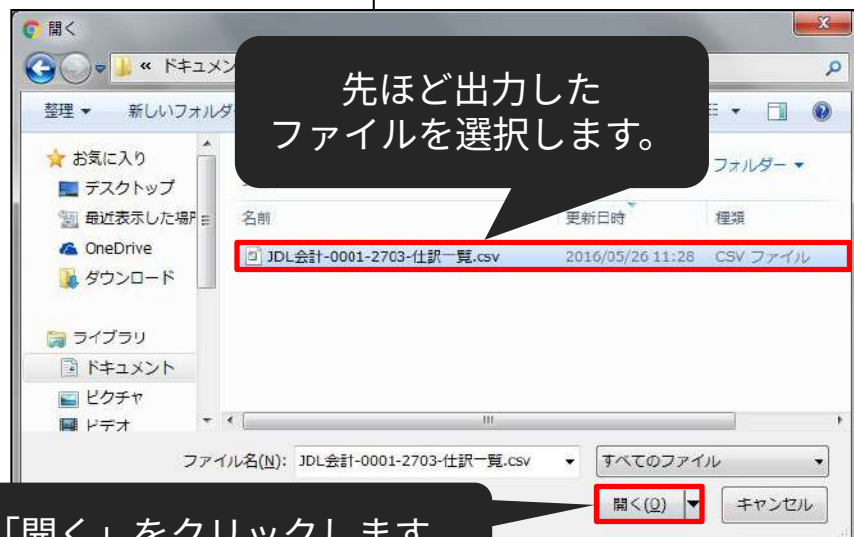 開く
« ドキュメン
先ほど出力した
ファイルを選択します。
整理
新しいフォルダ
フォルダー
お気に入り
デスクトップ
最近表示した場所
OneDrive
ダウンロード
ライブラリ
ドキュメント
ピクチャ
ビデオ
名前 更新日時 種類
JDL会計-0001-2703-仕訳一覧.csv 2016/05/26 11:28 CSV ファイル
ファイル名(N): JDL会計-0001-2703-仕訳一覧.csv すべてのファイル
開く(O) キャンセル
「開く」をクリックします